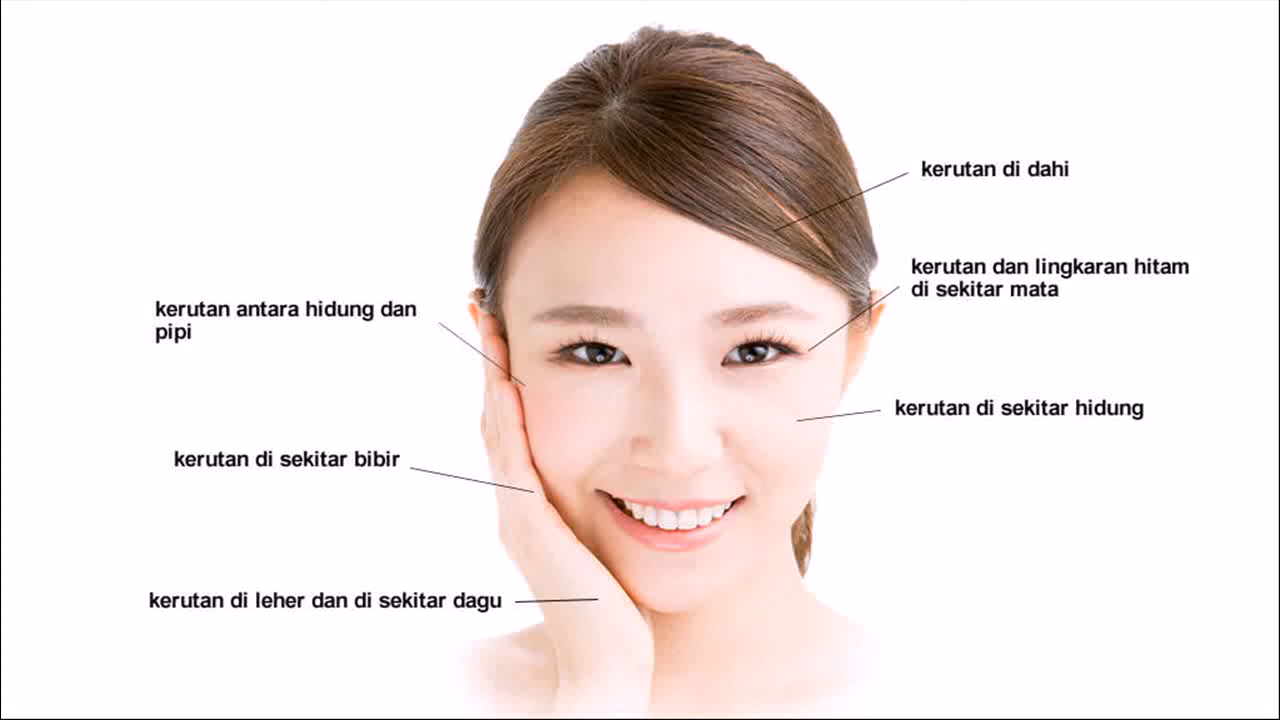 kerutan di dahi
kerutan dan lingkaran hitam
di sekitar mata
kerutan antara hidung dan
pipi
kerutan di sekitar hidung
kerutan di sekitar bibir
kerutan di leher dan di sekitar dagu